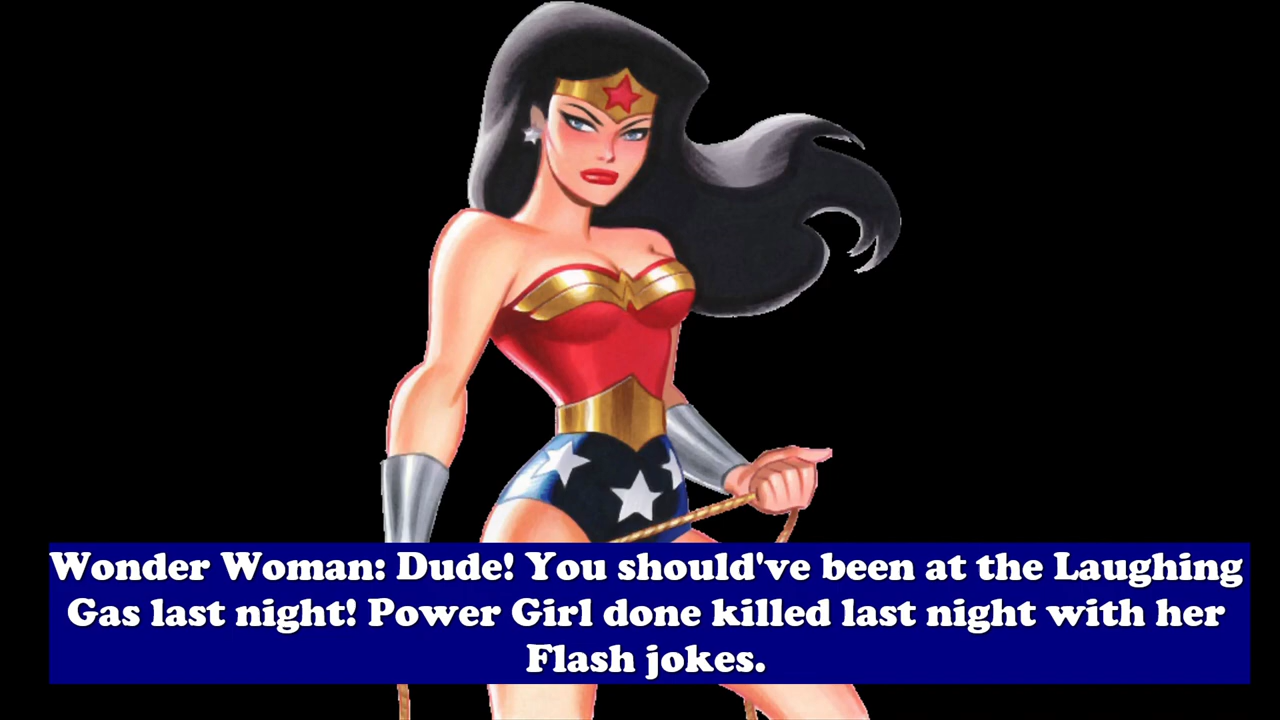 Wonder Woman: Dude! You should've been at the Laughing
Gas last night! Power Girl done killed last night with her
Flash jokes.